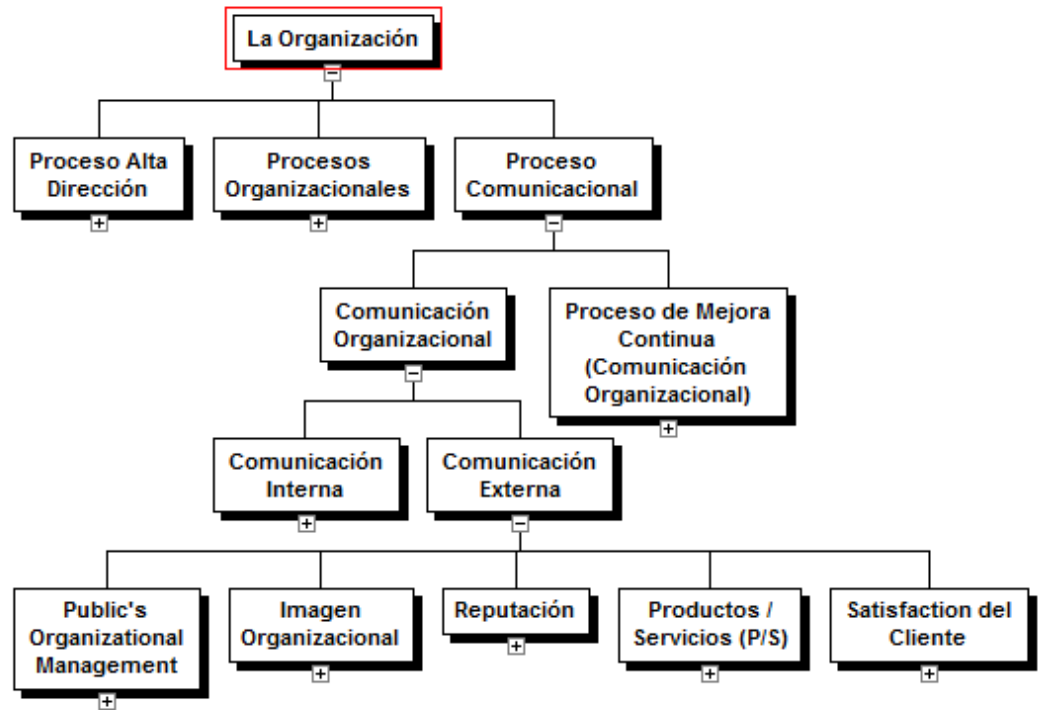 La Organización
Proceso Alta
Dirección
Procesos
Organizacionales
Proceso
Comunicacional
Comunicación
Organizacional
Proceso de Mejora
Continua
(Comunicación
Organizacional)
Comunicación
Interna
Comunicación
Externa
Public's
Organizational
Management
Imagen
Organizacional
Reputación
Productos /
Servicios (P/S)
Satisfaction del
Cliente